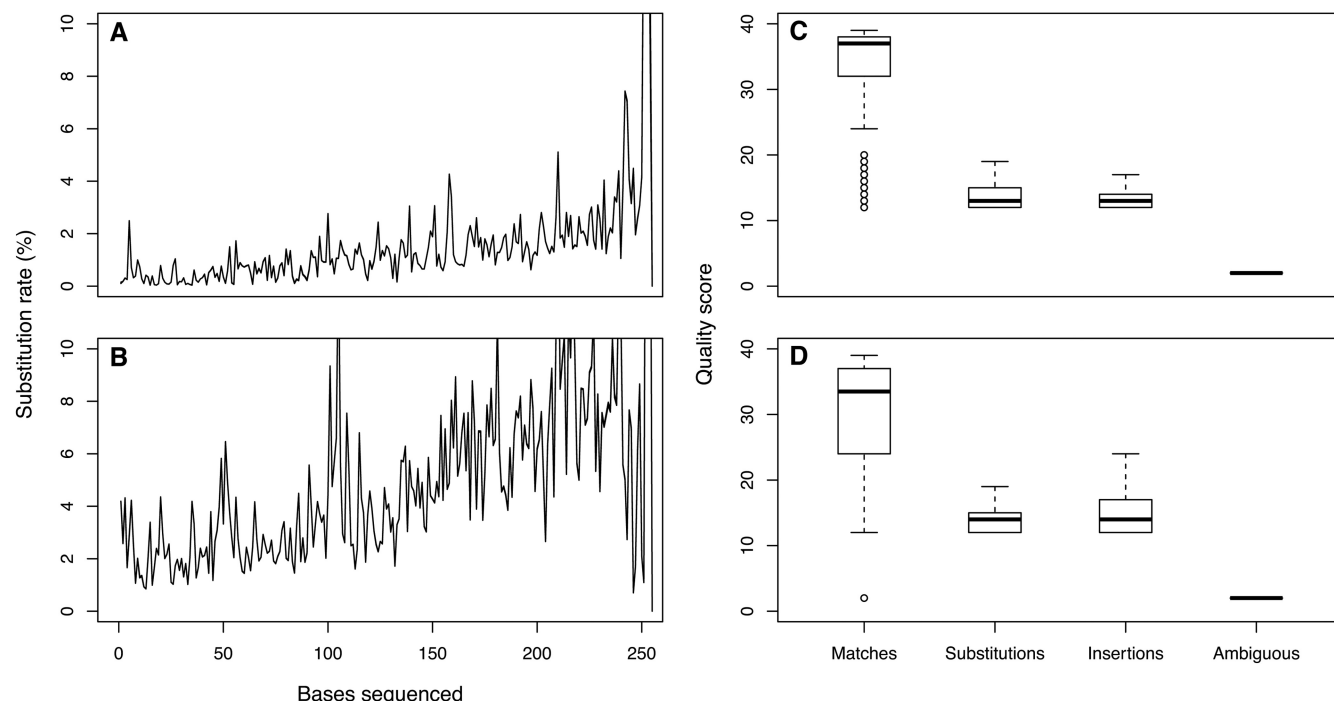 A
10
8
6
4
2
0
B
10
8
6
4
2
0
Substitution rate (%)
0 50 100 150 200 250
Bases sequenced
C
40
30
20
10
0
D
40
30
20
10
0
Quality score
Matches Substitutions Insertions Ambiguous